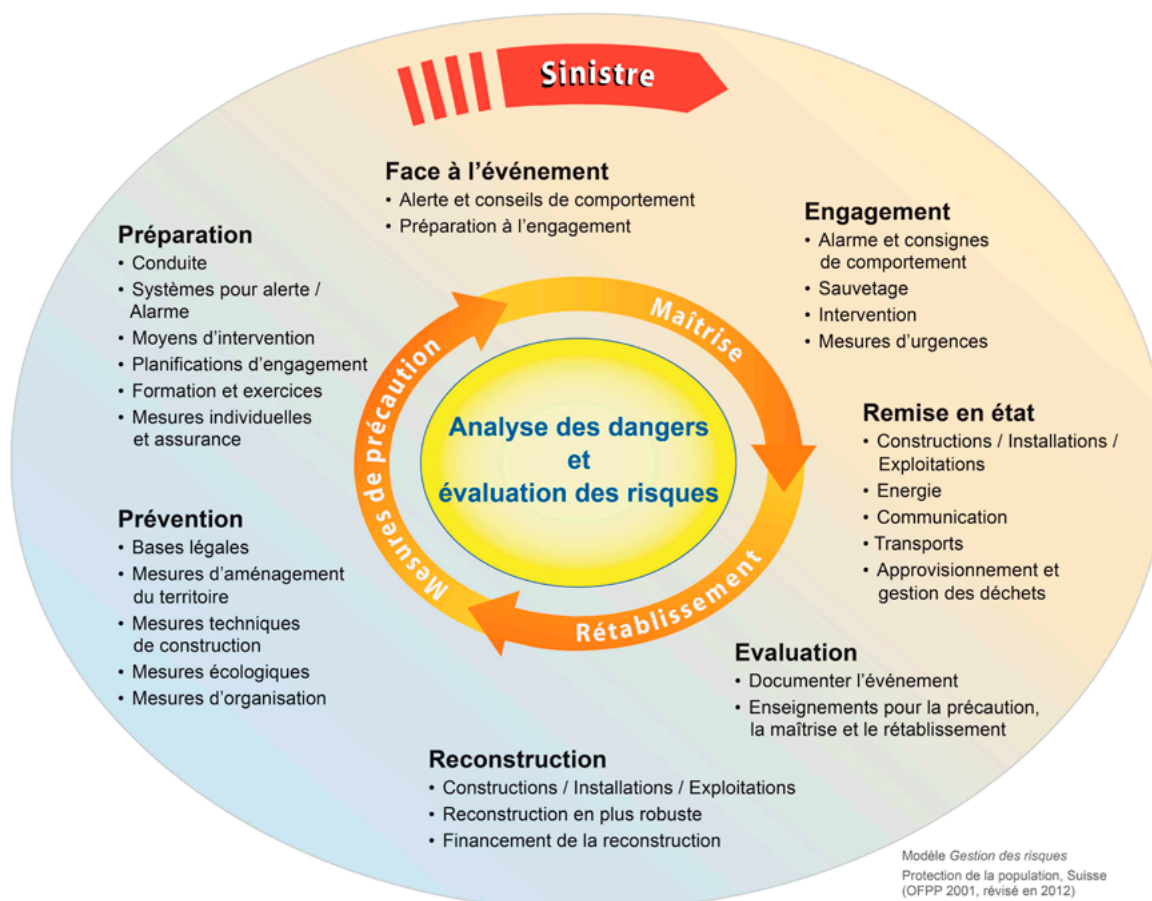 Sinistre
Face à l'événement
• Alerte et conseils de comportement
• Préparation à l'engagement
Engagement
• Alarme et consignes
de comportement
• Sauvetage
• Intervention
• Mesures d'urgences
Remise en état
• Constructions / Installations /
Exploitations
• Energie
• Communication
• Transports
• Approvisionnement et
gestion des déchets
Evaluation
• Documenter l'événement
• Enseignements pour la précaution,
la maîtrise et le rétablissement
Reconstruction
• Constructions / Installations / Exploitations
• Reconstruction en plus robuste
• Financement de la reconstruction
Prévention
• Bases légales
• Mesures d'aménagement
du territoire
• Mesures techniques
de construction
• Mesures écologiques
• Mesures d'organisation
Préparation
• Conduite
• Systèmes pour alerte /
Alarme
• Moyens d'intervention
• Planifications d'engagement
• Formation et exercices
• Mesures individuelles
et assurance
Maîtrise
Rétablissement
Mesures de précaution
Analyse des dangers
et
évaluation des risques
Modèle Gestion des risques
Protection de la population, Suisse
(OFPP 2001, révisé en 2012)